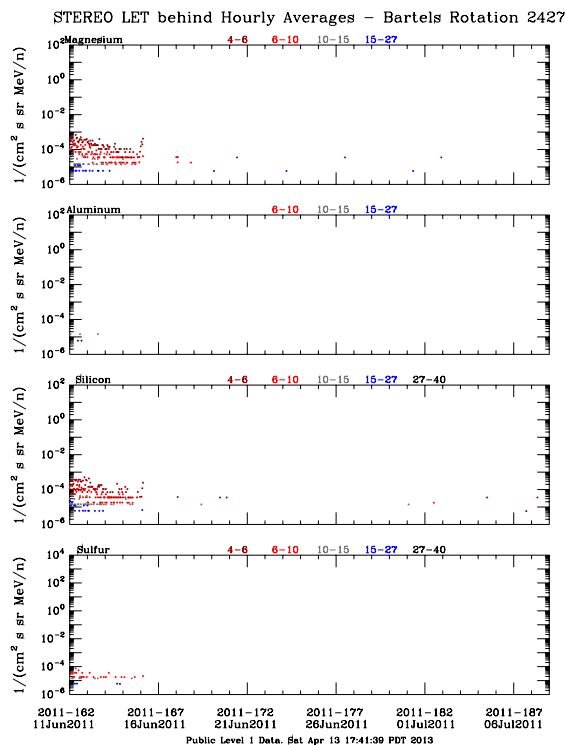 STEREO LET behind Hourly Averages - Bartels Rotation 2427
Magnesium 4-6 6-10 10-15 15-27
10² 10⁰ 10⁻² 10⁻⁴ 10⁻⁶
1/(cm² s sr MeV/n)
Aluminum 6-10 10-15 15-27
10² 10⁰ 10⁻² 10⁻⁴ 10⁻⁶
1/(cm² s sr MeV/n)
Silicon 4-6 6-10 10-15 15-27 27-40
10² 10⁰ 10⁻² 10⁻⁴ 10⁻⁶
1/(cm² s sr MeV/n)
Sulfur 4-6 6-10 10-15 15-27 27-40
10⁴ 10² 10⁰ 10⁻² 10⁻⁴ 10⁻⁶
1/(cm² s sr MeV/n)
2011-162 2011-167 2011-172 2011-177 2011-182 2011-187
11Jun2011 16Jun2011 21Jun2011 26Jun2011 01Jul2011 06Jul2011
Public Level 1 Data. Sat Apr 13 17:41:39 PDT 2013